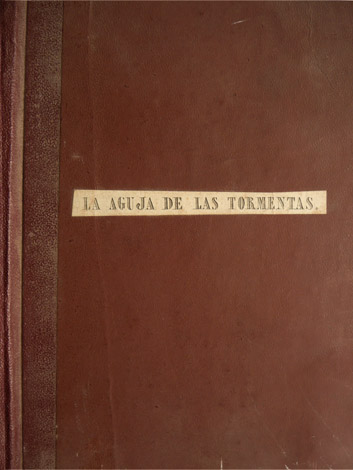 LA AGUJA DE LAS TORMENTAS.